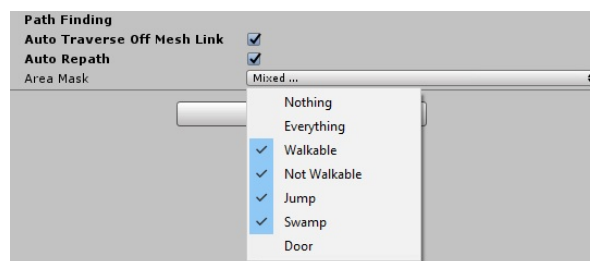 Path Finding
Auto Traverse Off Mesh Link
Auto Repath
Area Mask Mixed ...
Nothing
Everything
Walkable
Not Walkable
Jump
Swamp
Door